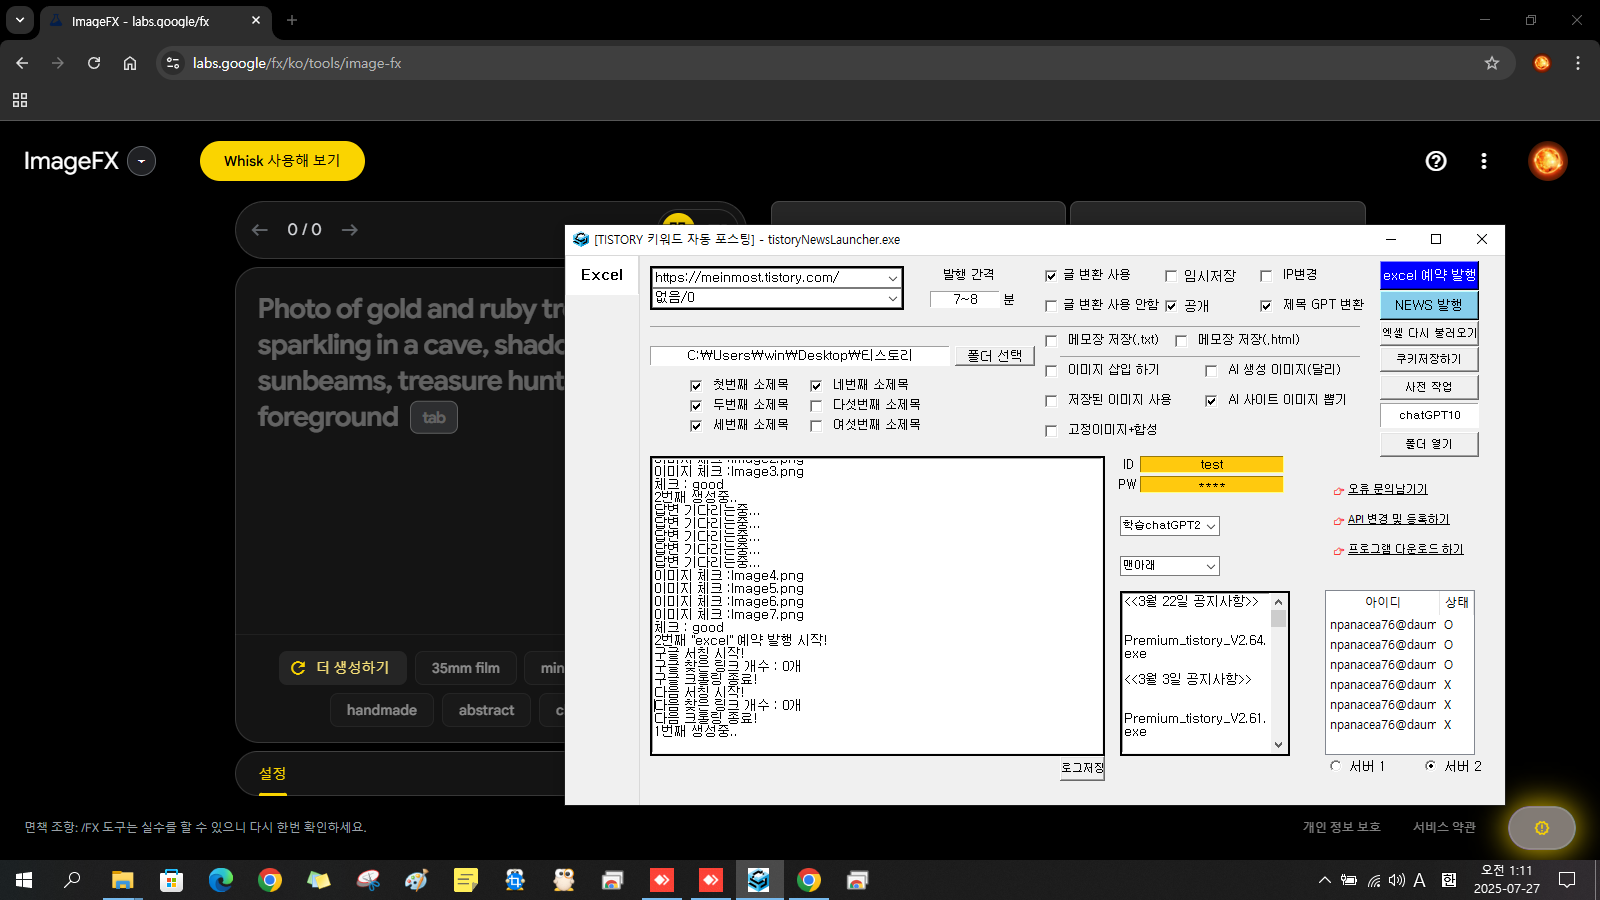 ImageFX - labs.google/fx
labs.google/fx/ko/tools/image-fx
ImageFX
Whisk 사용해 보기
0 / 0
Photo of gold and ruby tre
sparkling in a cave, shado
sunbeams, treasure hunt
foreground tab
더 생성하기
35mm film
min
handmade
abstract
설정
면책 조항: /FX 도구는 실수를 할 수 있으니 다시 한번 확인하세요.
개인 정보 보호
서비스 약관
[TISTORY 키워드 자동 포스팅] - tistoryNewsLauncher.exe
Excel
https://meinmost.tistory.com/
없음/0
발행 간격
7~8 분
글 변환 사용
임시저장
IP변경
글 변환 사용 안함
공개
제목 GPT 변환
excel 예약 발행
NEWS 발행
엑셀 다시 불러오기
쿠키저장하기
사전 작업
chatGPT10
폴더 열기
C:₩Users₩win₩Desktop₩티스토리
폴더 선택
첫번째 소제목
네번째 소제목
두번째 소제목
다섯번째 소제목
세번째 소제목
여섯번째 소제목
메모장 저장(.txt)
메모장 저장(.html)
이미지 삽입 하기
AI 생성 이미지(달리)
저장된 이미지 사용
AI 사이트 이미지 뽑기
고정이미지+합성
이미지 체크 :Image2.png
이미지 체크 :Image3.png
체크 : good
2번째 생성중..
답변 기다리는중...
답변 기다리는중...
답변 기다리는중...
답변 기다리는중...
답변 기다리는중...
이미지 체크 :Image4.png
이미지 체크 :Image5.png
이미지 체크 :Image6.png
이미지 체크 :Image7.png
체크 : good
2번째 "excel" 예약 발행 시작!
구글 서칭 시작!
구글 찾은 링크 개수 : 0개
구글 크롤링 종료!
다음 서칭 시작!
다음 찾은 링크 개수 : 0개
다음 크롤링 종료!
1번째 생성중..
로그저장
ID test
PW ****
학습chatGPT2
맨아래
오류 문의남기기
API 변경 및 등록하기
프로그램 다운로드 하기
<<3월 22일 공지사항>>
Premium_tistory_V2.64.
exe
<<3월 3일 공지사항>>
Premium_tistory_V2.61.
exe
아이디 상태
npanacea76@daum O
npanacea76@daum O
npanacea76@daum O
npanacea76@daum X
npanacea76@daum X
npanacea76@daum X
서버 1
서버 2
A 한
오전 1:11
2025-07-27